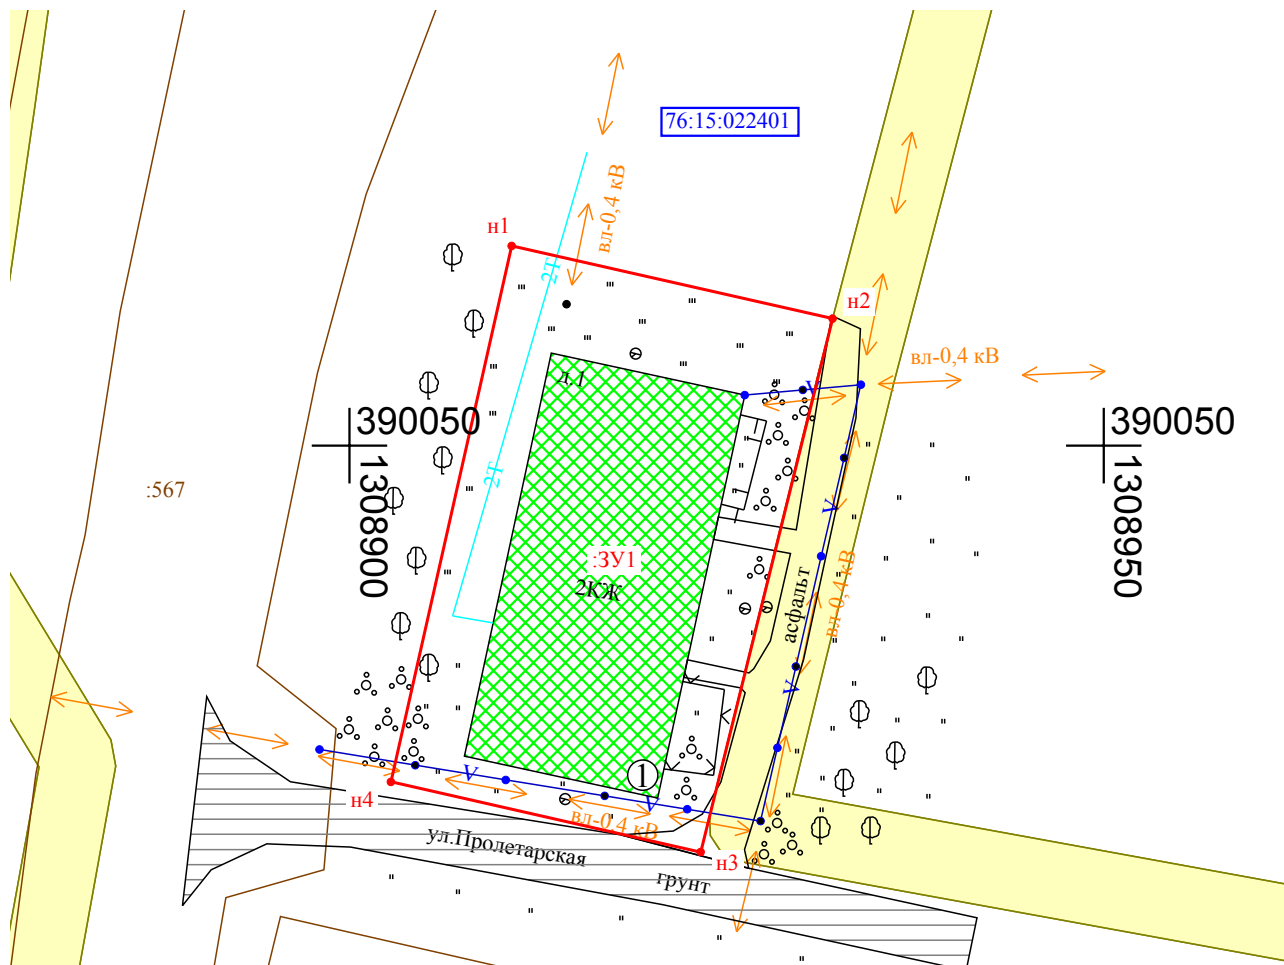 76:15:022401
вл-0,4 кВ
н1
2Т
н2
вл-0,4 кВ
д.1
V
390050
1308900
390050
1308950
:567
2Т
V
:ЗУ1
2КЖ
асфальт
вл-0,4 кВ
V
1
V
V
н4
вл-0,4 кВ
ул.Пролетарская
н3
грунт